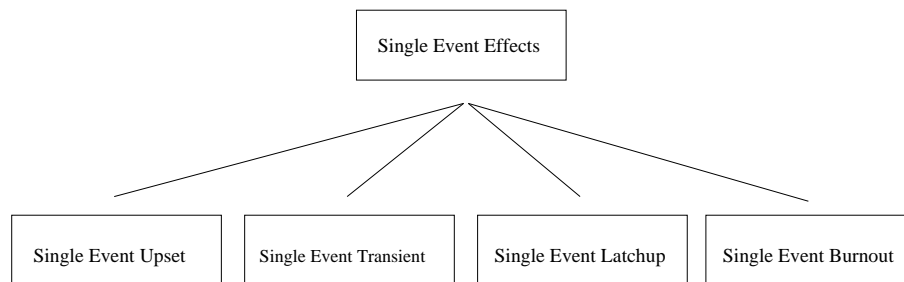 Single Event Effects
Single Event Upset
Single Event Transient
Single Event Latchup
Single Event Burnout